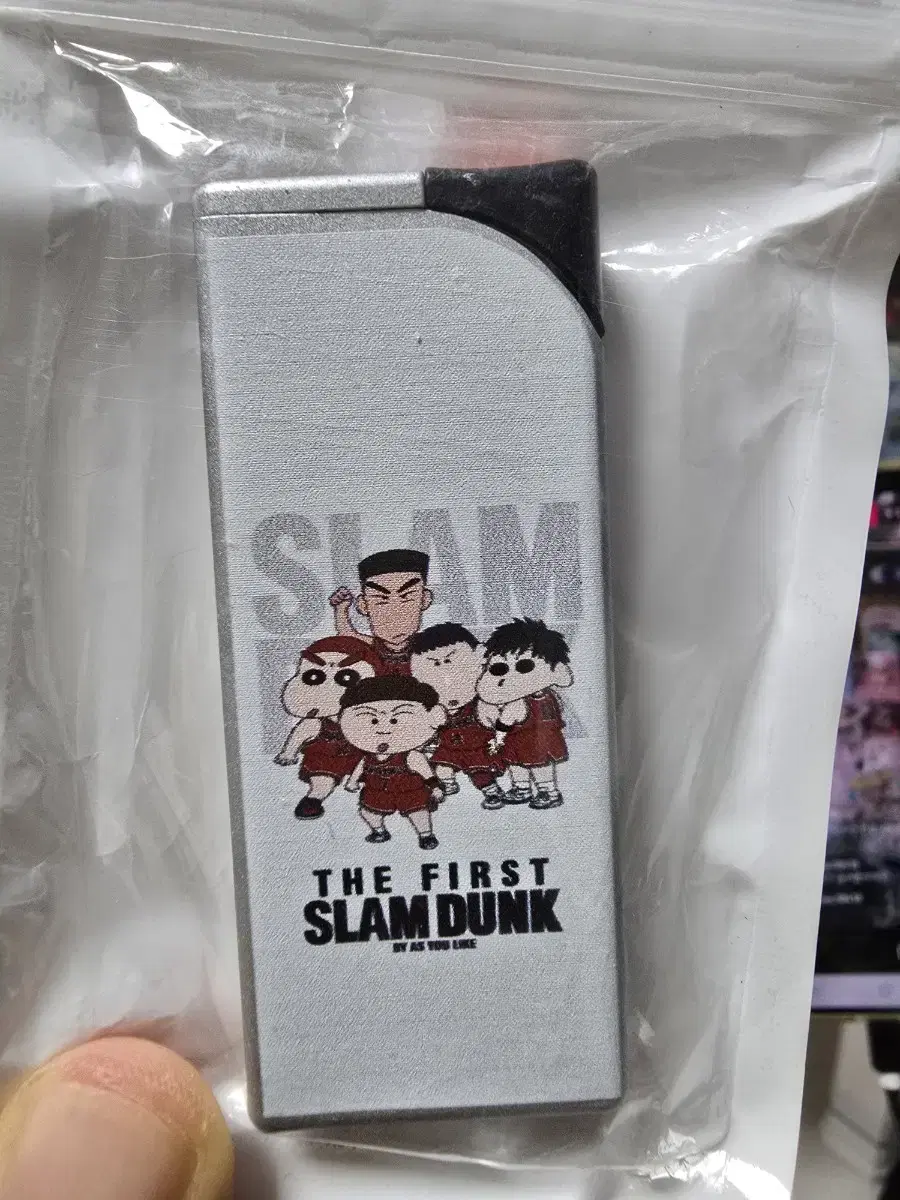 SLAM
THE FIRST
SLAM DUNK
BY AS YOU LIKE